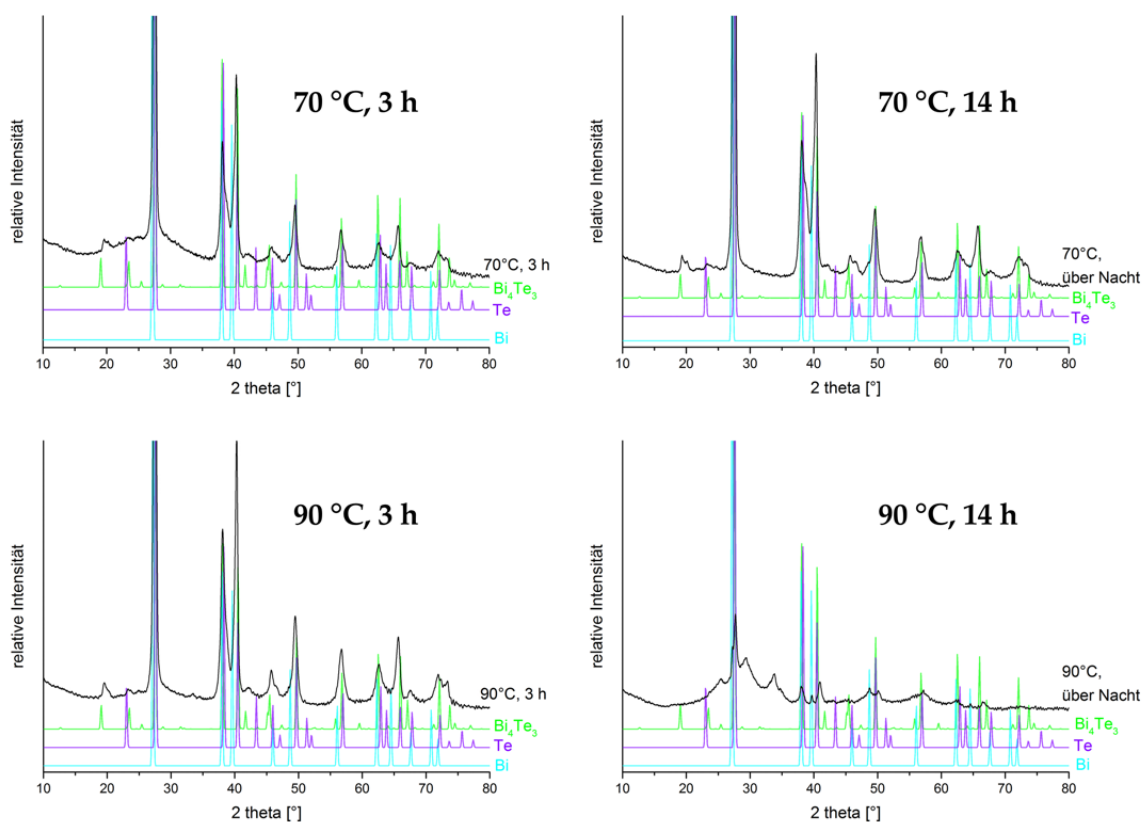 70 °C, 3 h
relative Intensität
70°C, 3 h
Bi₄Te₃
Te
Bi
10 20 30 40 50 60 70 80
2 theta [°]
70 °C, 14 h
relative Intensität
70°C,
über Nacht
Bi₄Te₃
Te
Bi
10 20 30 40 50 60 70 80
2 theta [°]
90 °C, 3 h
relative Intensität
90°C, 3 h
Bi₄Te₃
Te
Bi
10 20 30 40 50 60 70 80
2 theta [°]
90 °C, 14 h
relative Intensität
90°C,
über Nacht
Bi₄Te₃
Te
Bi
10 20 30 40 50 60 70 80
2 theta [°]